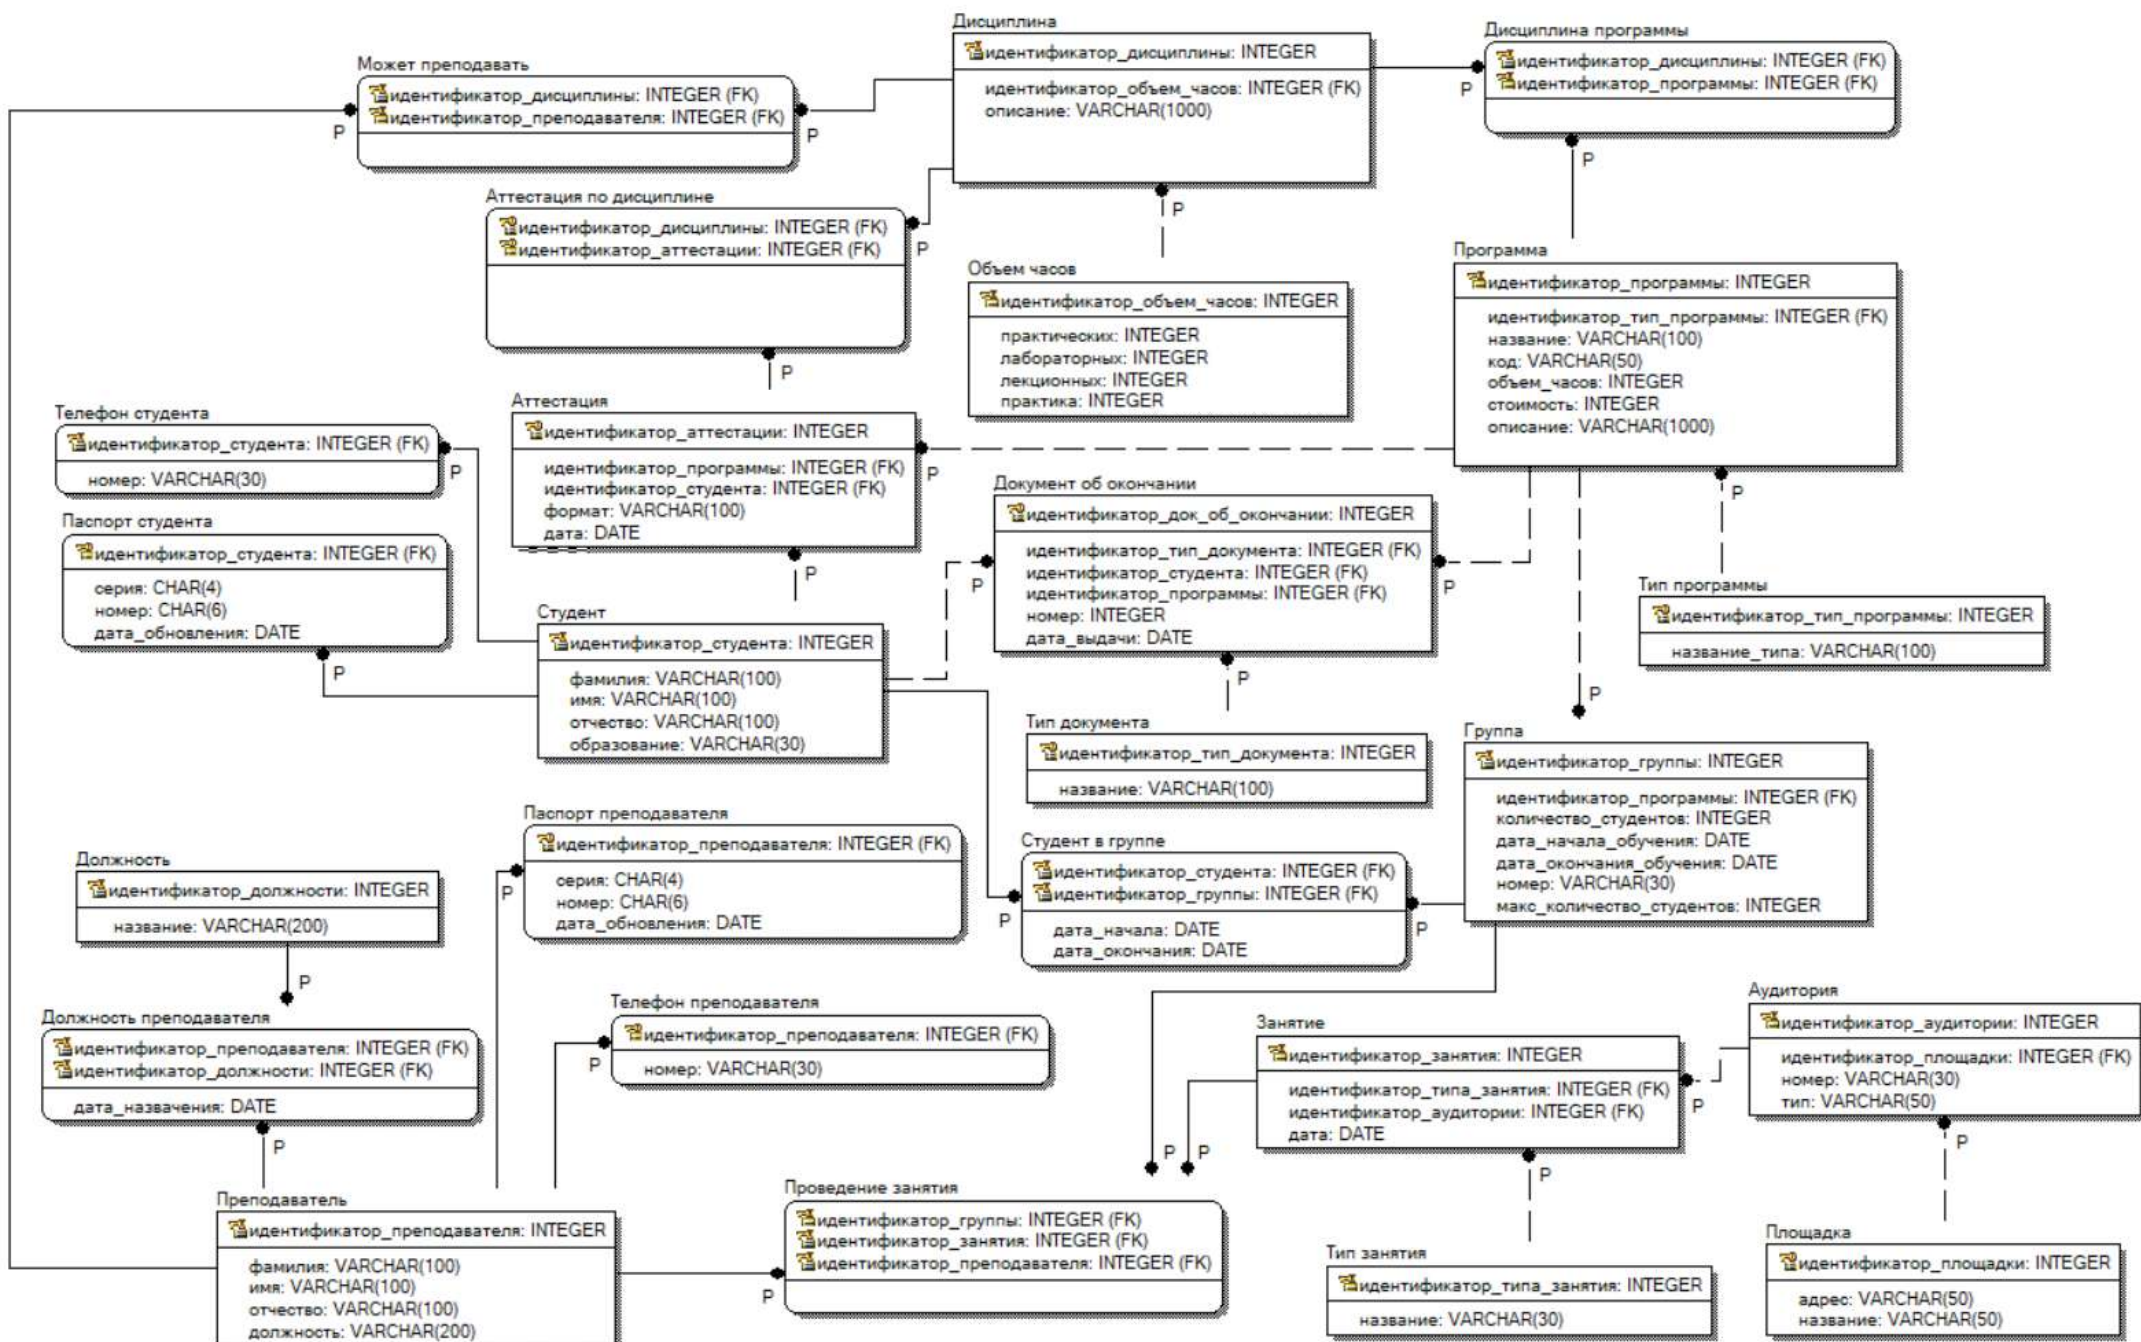 Дисциплина
идентификатор_дисциплины: INTEGER
идентификатор_объем_часов: INTEGER (FK)
описание: VARCHAR(1000)
Дисциплина программы
идентификатор_дисциплины: INTEGER (FK)
идентификатор_программы: INTEGER (FK)
Может преподавать
идентификатор_дисциплины: INTEGER (FK)
идентификатор_преподавателя: INTEGER (FK)
P
P
P
P
Аттестация по дисциплине
идентификатор_дисциплины: INTEGER (FK)
идентификатор_аттестации: INTEGER (FK)
P
P
P
Объем часов
идентификатор_объем_часов: INTEGER
практических: INTEGER
лабораторных: INTEGER
лекционных: INTEGER
практика: INTEGER
Программа
идентификатор_программы: INTEGER
идентификатор_тип_программы: INTEGER (FK)
название: VARCHAR(100)
код: VARCHAR(50)
объем_часов: INTEGER
стоимость: INTEGER
описание: VARCHAR(1000)
Телефон студента
идентификатор_студента: INTEGER (FK)
номер: VARCHAR(30)
P
Аттестация
идентификатор_аттестации: INTEGER
идентификатор_программы: INTEGER (FK)
идентификатор_студента: INTEGER (FK)
формат: VARCHAR(100)
дата: DATE
P
P
Документ об окончании
идентификатор_док_об_окончании: INTEGER
идентификатор_тип_документа: INTEGER (FK)
идентификатор_студента: INTEGER (FK)
идентификатор_программы: INTEGER (FK)
номер: INTEGER
дата_выдачи: DATE
P
P
P
P
Паспорт студента
идентификатор_студента: INTEGER (FK)
серия: CHAR(4)
номер: CHAR(6)
дата_обновления: DATE
P
Тип программы
идентификатор_тип_программы: INTEGER
название_типа: VARCHAR(100)
Студент
идентификатор_студента: INTEGER
фамилия: VARCHAR(100)
имя: VARCHAR(100)
отчество: VARCHAR(100)
образование: VARCHAR(30)
Тип документа
идентификатор_тип_документа: INTEGER
название: VARCHAR(100)
P
Группа
идентификатор_группы: INTEGER
идентификатор_программы: INTEGER (FK)
количество_студентов: INTEGER
дата_начала_обучения: DATE
дата_окончания_обучения: DATE
номер: VARCHAR(30)
макс_количество_студентов: INTEGER
Паспорт преподавателя
идентификатор_преподавателя: INTEGER (FK)
серия: CHAR(4)
номер: CHAR(6)
дата_обновления: DATE
P
Студент в группе
идентификатор_студента: INTEGER (FK)
идентификатор_группы: INTEGER (FK)
дата_начала: DATE
дата_окончания: DATE
P
P
Должность
идентификатор_должности: INTEGER
название: VARCHAR(200)
P
Должность преподавателя
идентификатор_преподавателя: INTEGER (FK)
идентификатор_должности: INTEGER (FK)
дата_назвачения: DATE
P
Телефон преподавателя
идентификатор_преподавателя: INTEGER (FK)
номер: VARCHAR(30)
P
Занятие
идентификатор_занятия: INTEGER
идентификатор_типа_занятия: INTEGER (FK)
идентификатор_аудитории: INTEGER (FK)
дата: DATE
P
P
P
P
Аудитория
идентификатор_аудитории: INTEGER
идентификатор_площадки: INTEGER (FK)
номер: VARCHAR(30)
тип: VARCHAR(50)
P
Преподаватель
идентификатор_преподавателя: INTEGER
фамилия: VARCHAR(100)
имя: VARCHAR(100)
отчество: VARCHAR(100)
должность: VARCHAR(200)
Проведение занятия
идентификатор_группы: INTEGER (FK)
идентификатор_занятия: INTEGER (FK)
идентификатор_преподавателя: INTEGER (FK)
P
Тип занятия
идентификатор_типа_занятия: INTEGER
название: VARCHAR(30)
Площадка
идентификатор_площадки: INTEGER
адрес: VARCHAR(50)
название: VARCHAR(50)